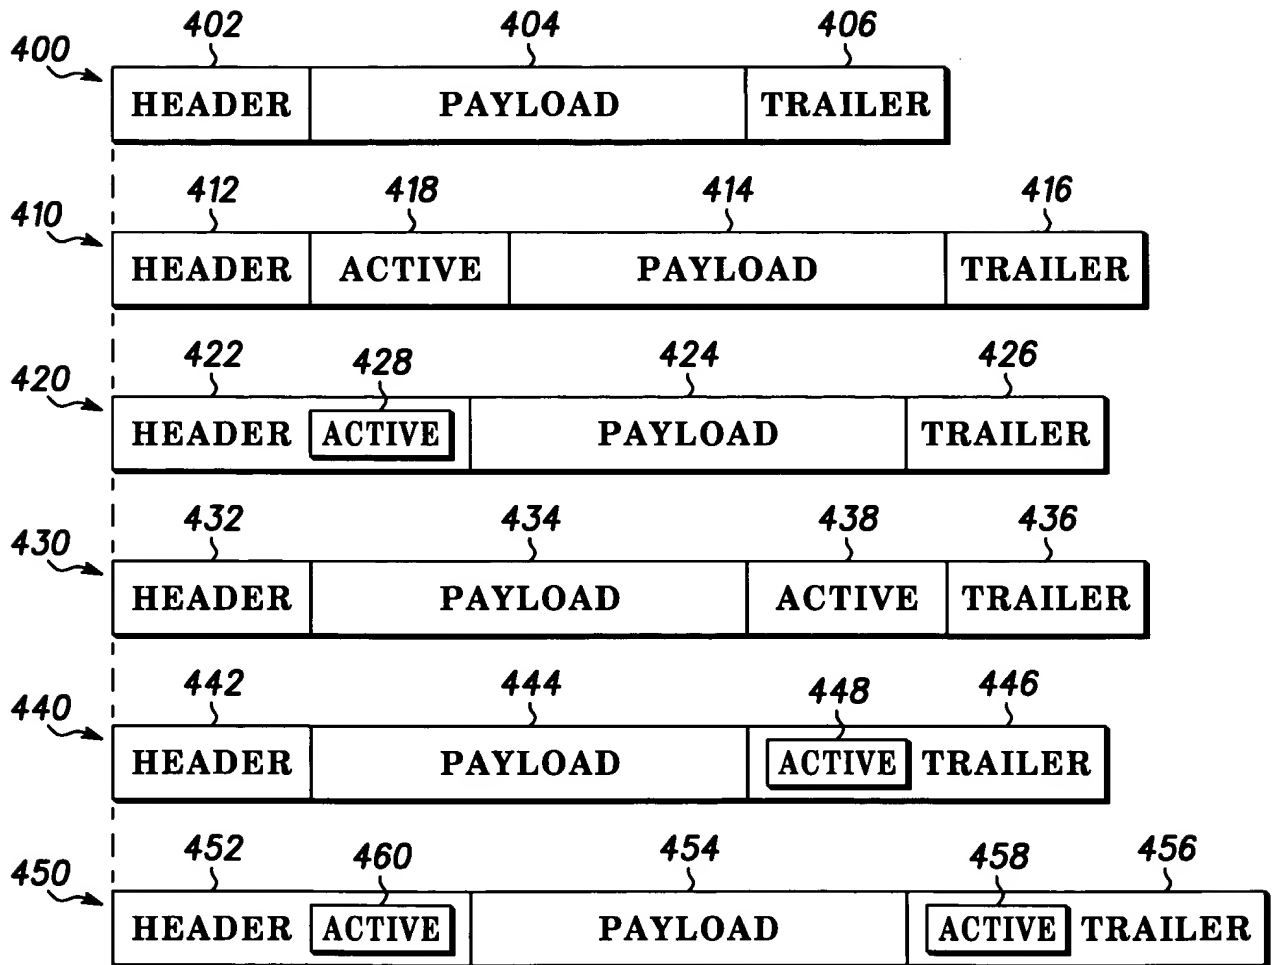 402 404 406
400
HEADER PAYLOAD TRAILER
412 418 414 416
410
HEADER ACTIVE PAYLOAD TRAILER
422 428 424 426
420
HEADER ACTIVE PAYLOAD TRAILER
432 434 438 436
430
HEADER PAYLOAD ACTIVE TRAILER
442 444 448 446
440
HEADER PAYLOAD ACTIVE TRAILER
452 460 454 458 456
450
HEADER ACTIVE PAYLOAD ACTIVE TRAILER